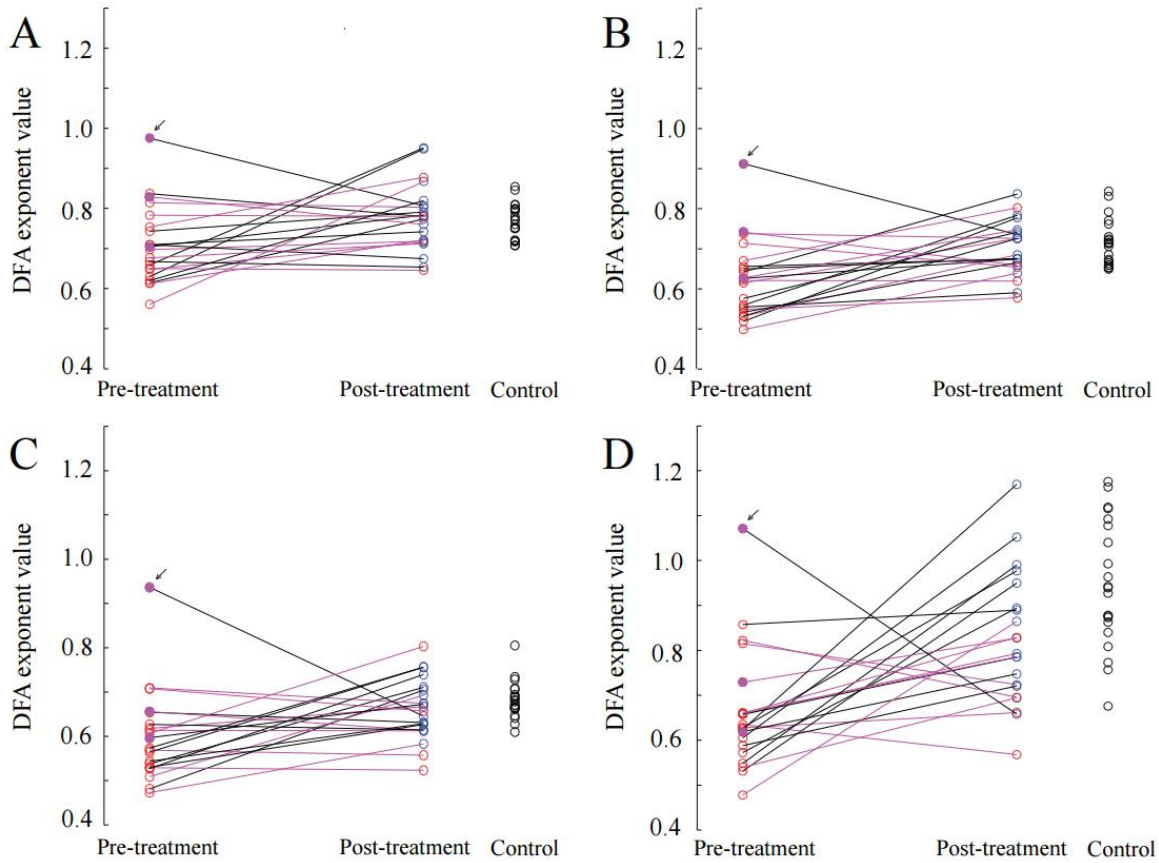 A
DFA exponent value
1.2
1.0
0.8
0.6
0.4
Pre-treatment Post-treatment Control
B
DFA exponent value
1.2
1.0
0.8
0.6
0.4
Pre-treatment Post-treatment Control
C
DFA exponent value
1.2
1.0
0.8
0.6
0.4
Pre-treatment Post-treatment Control
D
DFA exponent value
1.2
1.0
0.8
0.6
0.4
Pre-treatment Post-treatment Control